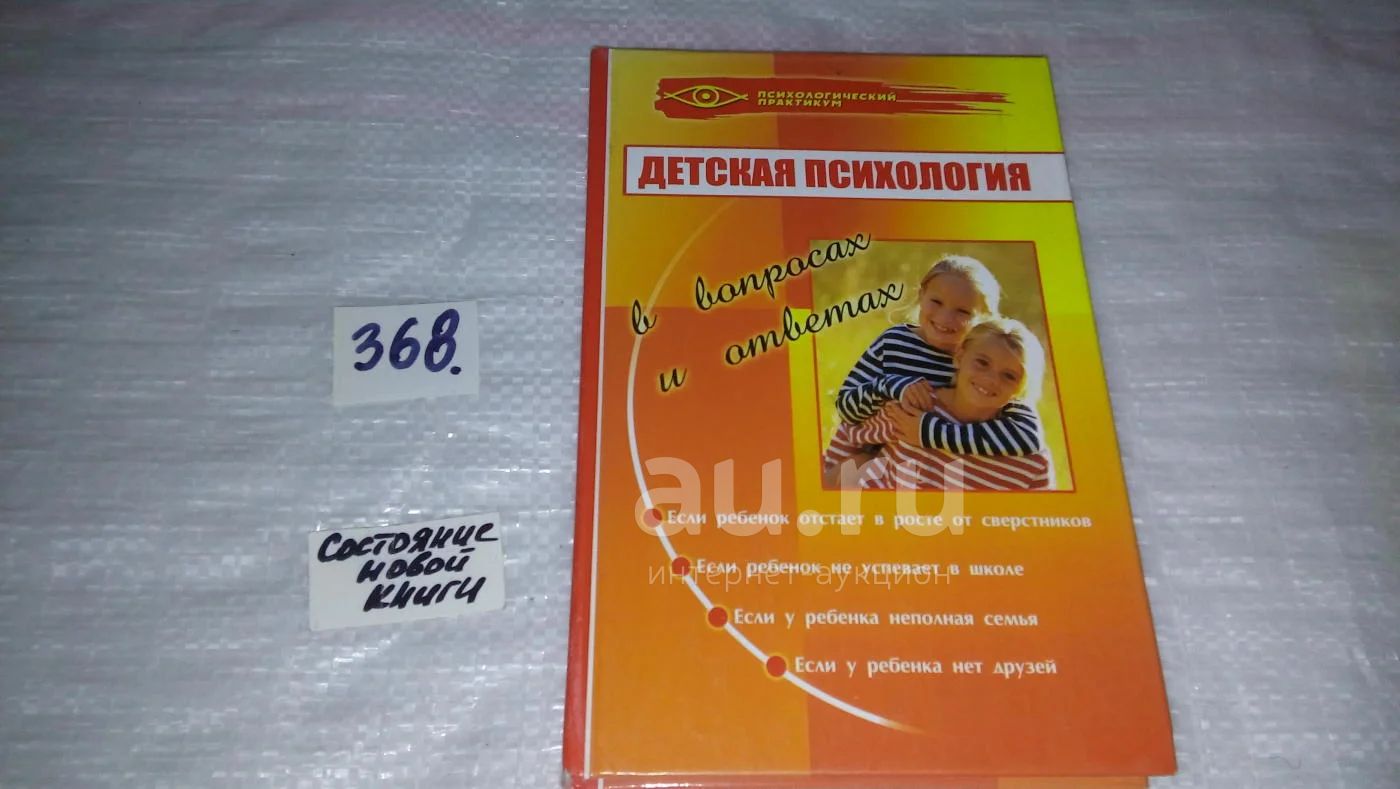 ПСИХОЛОГИЧЕСКИЙ
ПРАКТИКУМ
ДЕТСКАЯ ПСИХОЛОГИЯ
в вопросах
и ответах
368.
Состояние
новой
книги
au.ru
интернет-аукцион
Если ребенок отстает в росте от сверстников
Если ребенок не успевает в школе
Если у ребенка неполная семья
Если у ребенка нет друзей